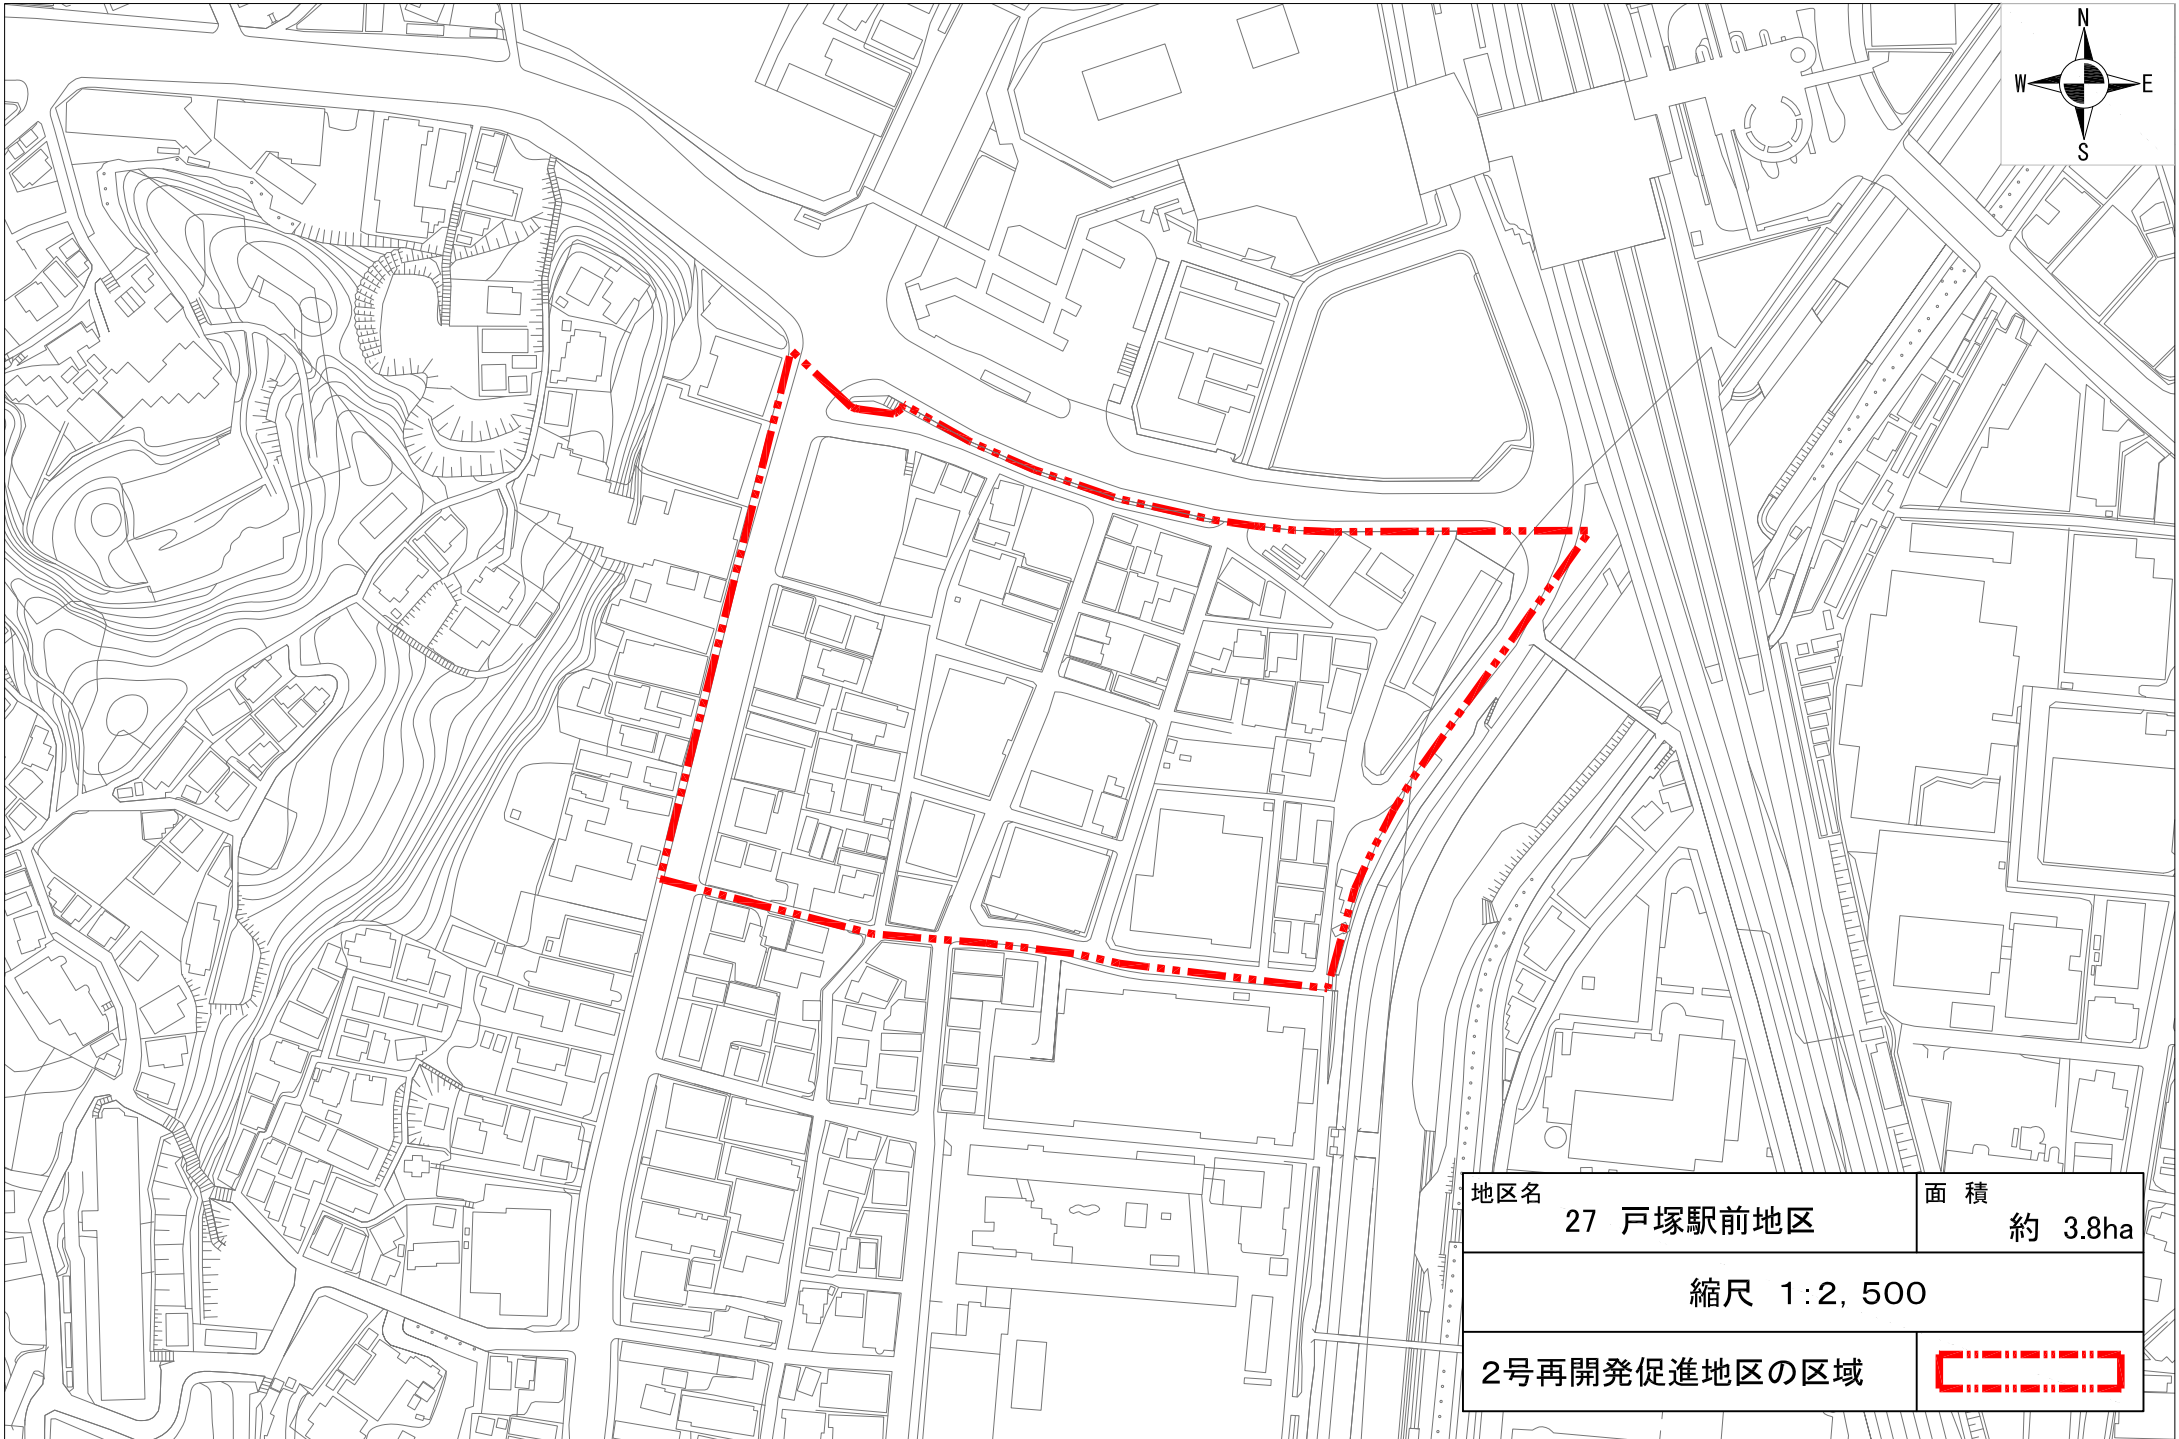 N
W E
S
地区名
27 戸塚駅前地区
面 積
約 3.8ha
縮尺 1:2,500
2号再開発促進地区の区域